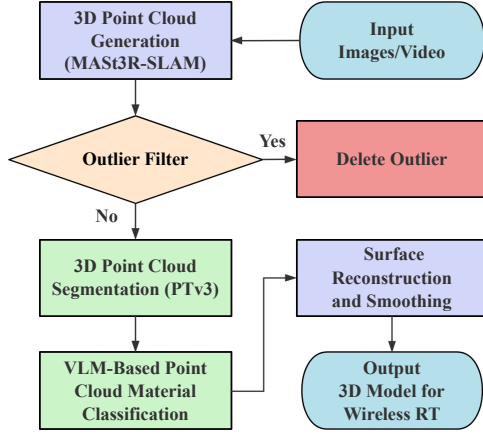 3D Point Cloud
Generation
(MASt3R-SLAM)
Input
Images/Video
Outlier Filter
Yes
Delete Outlier
No
3D Point Cloud
Segmentation (PTv3)
Surface
Reconstruction
and Smoothing
VLM-Based Point
Cloud Material
Classification
Output
3D Model for
Wireless RT